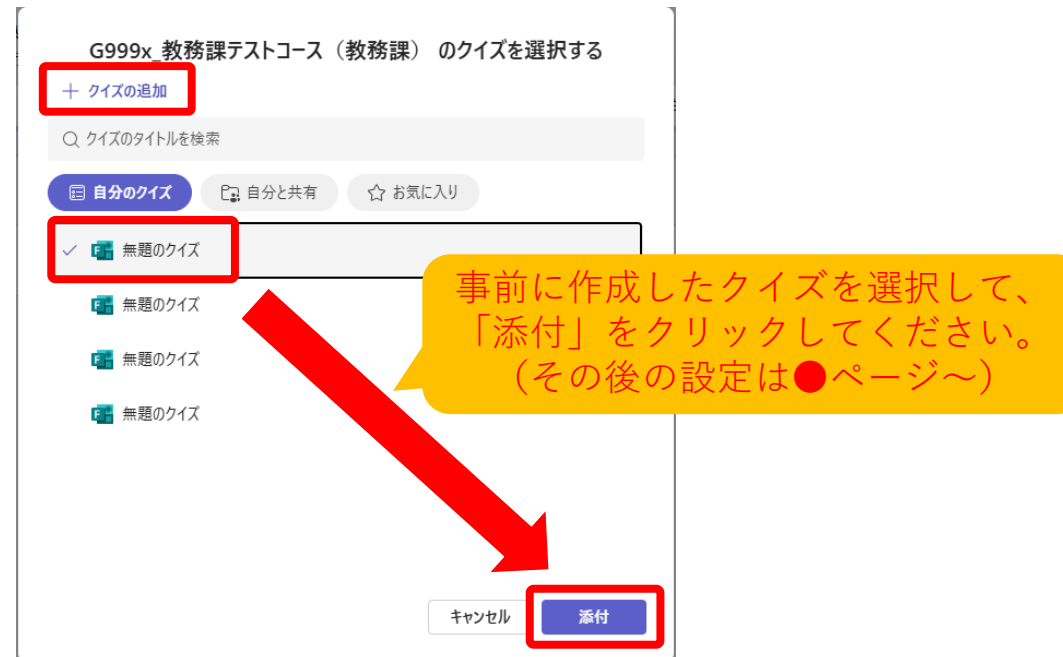 G999x_教務課テストコース（教務課） のクイズを選択する
＋ クイズの追加
クイズのタイトルを検索
自分のクイズ
自分と共有
お気に入り
無題のクイズ
無題のクイズ
無題のクイズ
無題のクイズ
事前に作成したクイズを選択して、
「添付」をクリックしてください。
（その後の設定は●ページ～）
キャンセル
添付